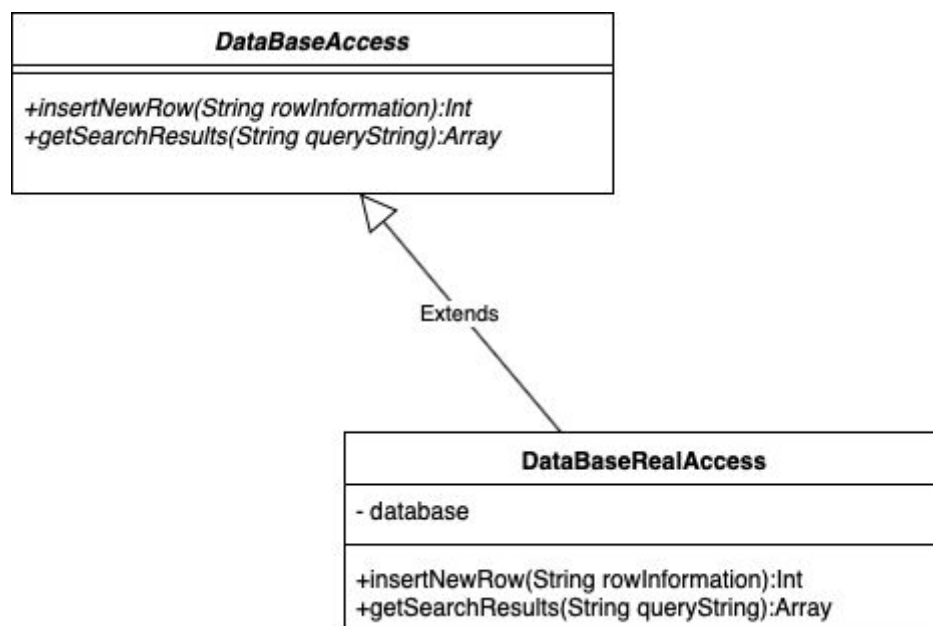 DataBaseAccess
+insertNewRow(String rowInformation):Int
+getSearchResults(String queryString):Array
Extends
DataBaseRealAccess
- database
+insertNewRow(String rowInformation):Int
+getSearchResults(String queryString):Array